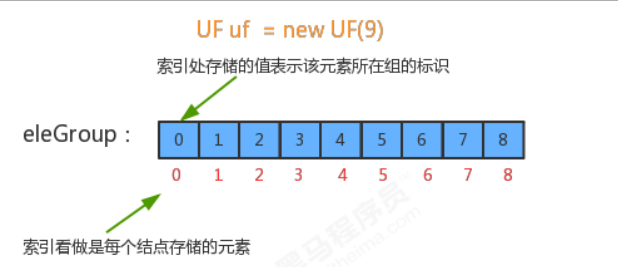 UF uf = new UF(9)
索引处存储的值表示该元素所在组的标识
eleGroup：
0 1 2 3 4 5 6 7 8
0 1 2 3 4 5 6 7 8
索引看做是每个结点存储的元素
黑马程序员
heima.com